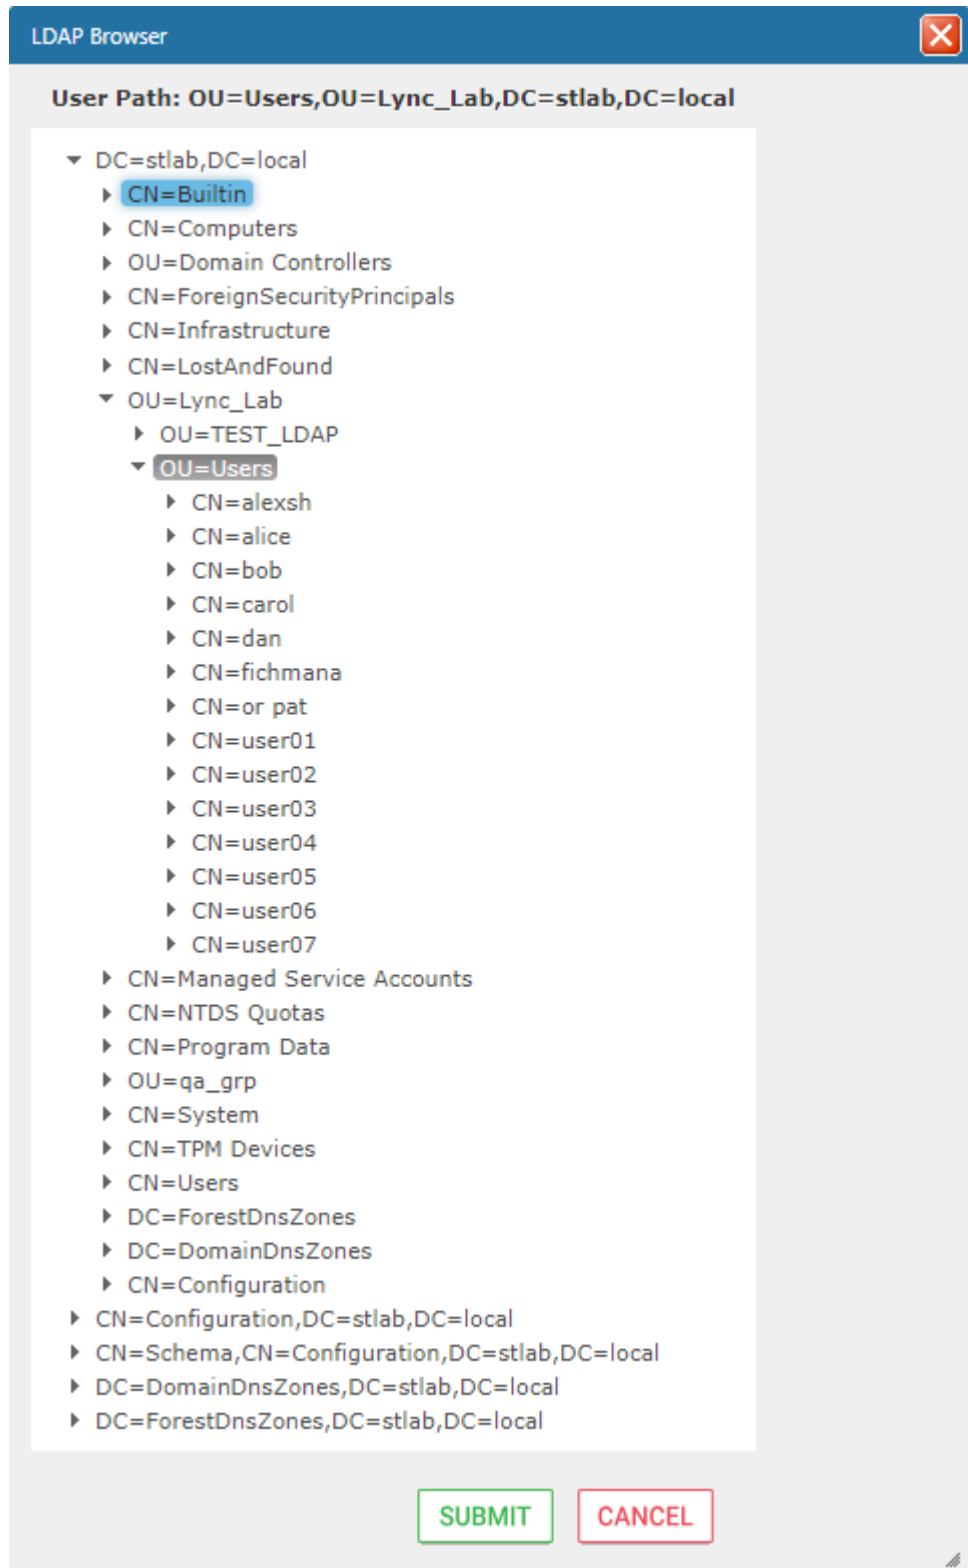 LDAP Browser
User Path: OU=Users,OU=Lync_Lab,DC=stlab,DC=local
DC=stlab,DC=local
CN=Builtin
CN=Computers
OU=Domain Controllers
CN=ForeignSecurityPrincipals
CN=Infrastructure
CN=LostAndFound
OU=Lync_Lab
OU=TEST_LDAP
OU=Users
CN=alexsh
CN=alice
CN=bob
CN=carol
CN=dan
CN=fichmana
CN=or pat
CN=user01
CN=user02
CN=user03
CN=user04
CN=user05
CN=user06
CN=user07
CN=Managed Service Accounts
CN=NTDS Quotas
CN=Program Data
OU=qa_grp
CN=System
CN=TPM Devices
CN=Users
DC=ForestDnsZones
DC=DomainDnsZones
CN=Configuration
CN=Configuration,DC=stlab,DC=local
CN=Schema,CN=Configuration,DC=stlab,DC=local
DC=DomainDnsZones,DC=stlab,DC=local
DC=ForestDnsZones,DC=stlab,DC=local
SUBMIT CANCEL